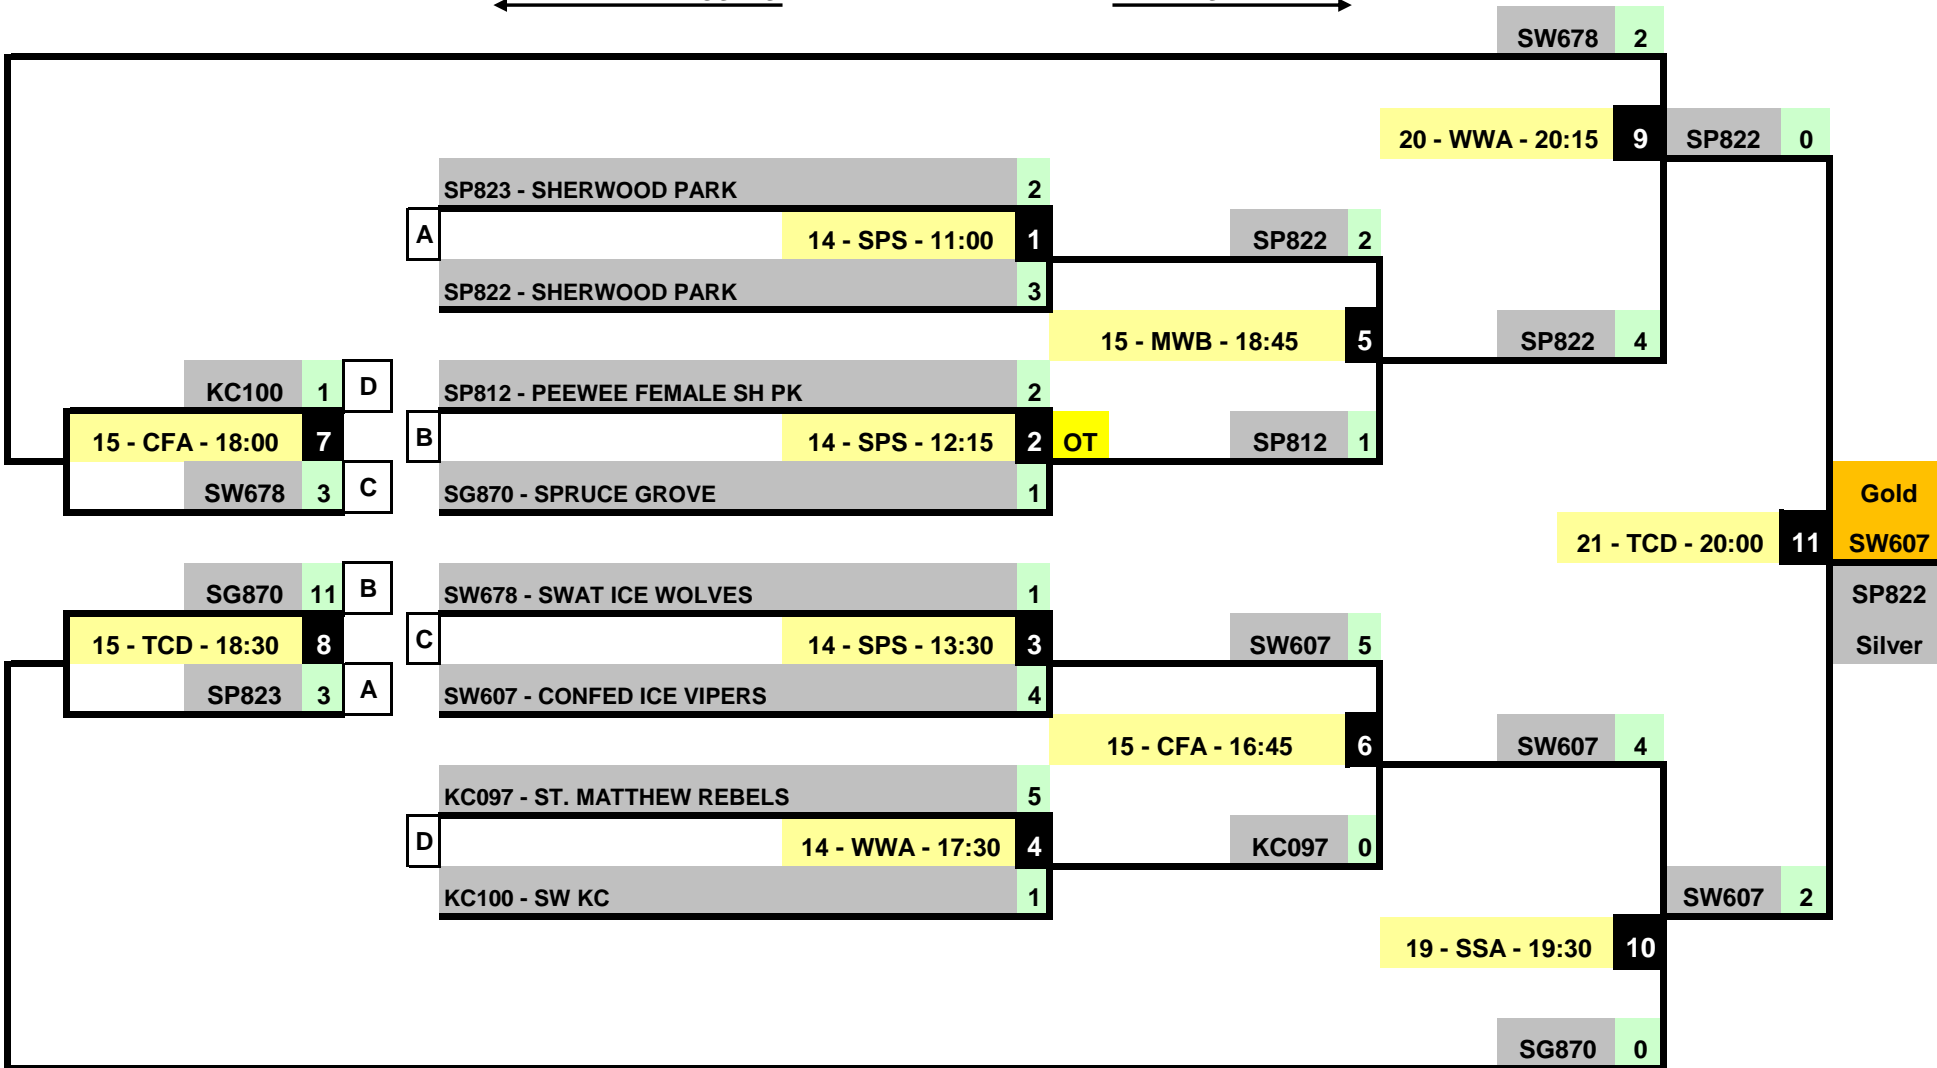 SW678 2
20 - WWA - 20:15 9 SP822 0
SP823 - SHERWOOD PARK 2
A 14 - SPS - 11:00 1 SP822 2
SP822 - SHERWOOD PARK 3
15 - MWB - 18:45 5 SP822 4
KC100 1 D SP812 - PEEWEE FEMALE SH PK 2
15 - CFA - 18:00 7 B 14 - SPS - 12:15 2 OT SP812 1
SW678 3 C SG870 - SPRUCE GROVE 1 Gold
21 - TCD - 20:00 11 SW607
SG870 11 B SW678 - SWAT ICE WOLVES 1 SP822
15 - TCD - 18:30 8 C 14 - SPS - 13:30 3 SW607 5 Silver
SP823 3 A SW607 - CONFED ICE VIPERS 4
15 - CFA - 16:45 6 SW607 4
KC097 - ST. MATTHEW REBELS 5
D 14 - WWA - 17:30 4 KC097 0
KC100 - SW KC 1 SW607 2
19 - SSA - 19:30 10
SG870 0